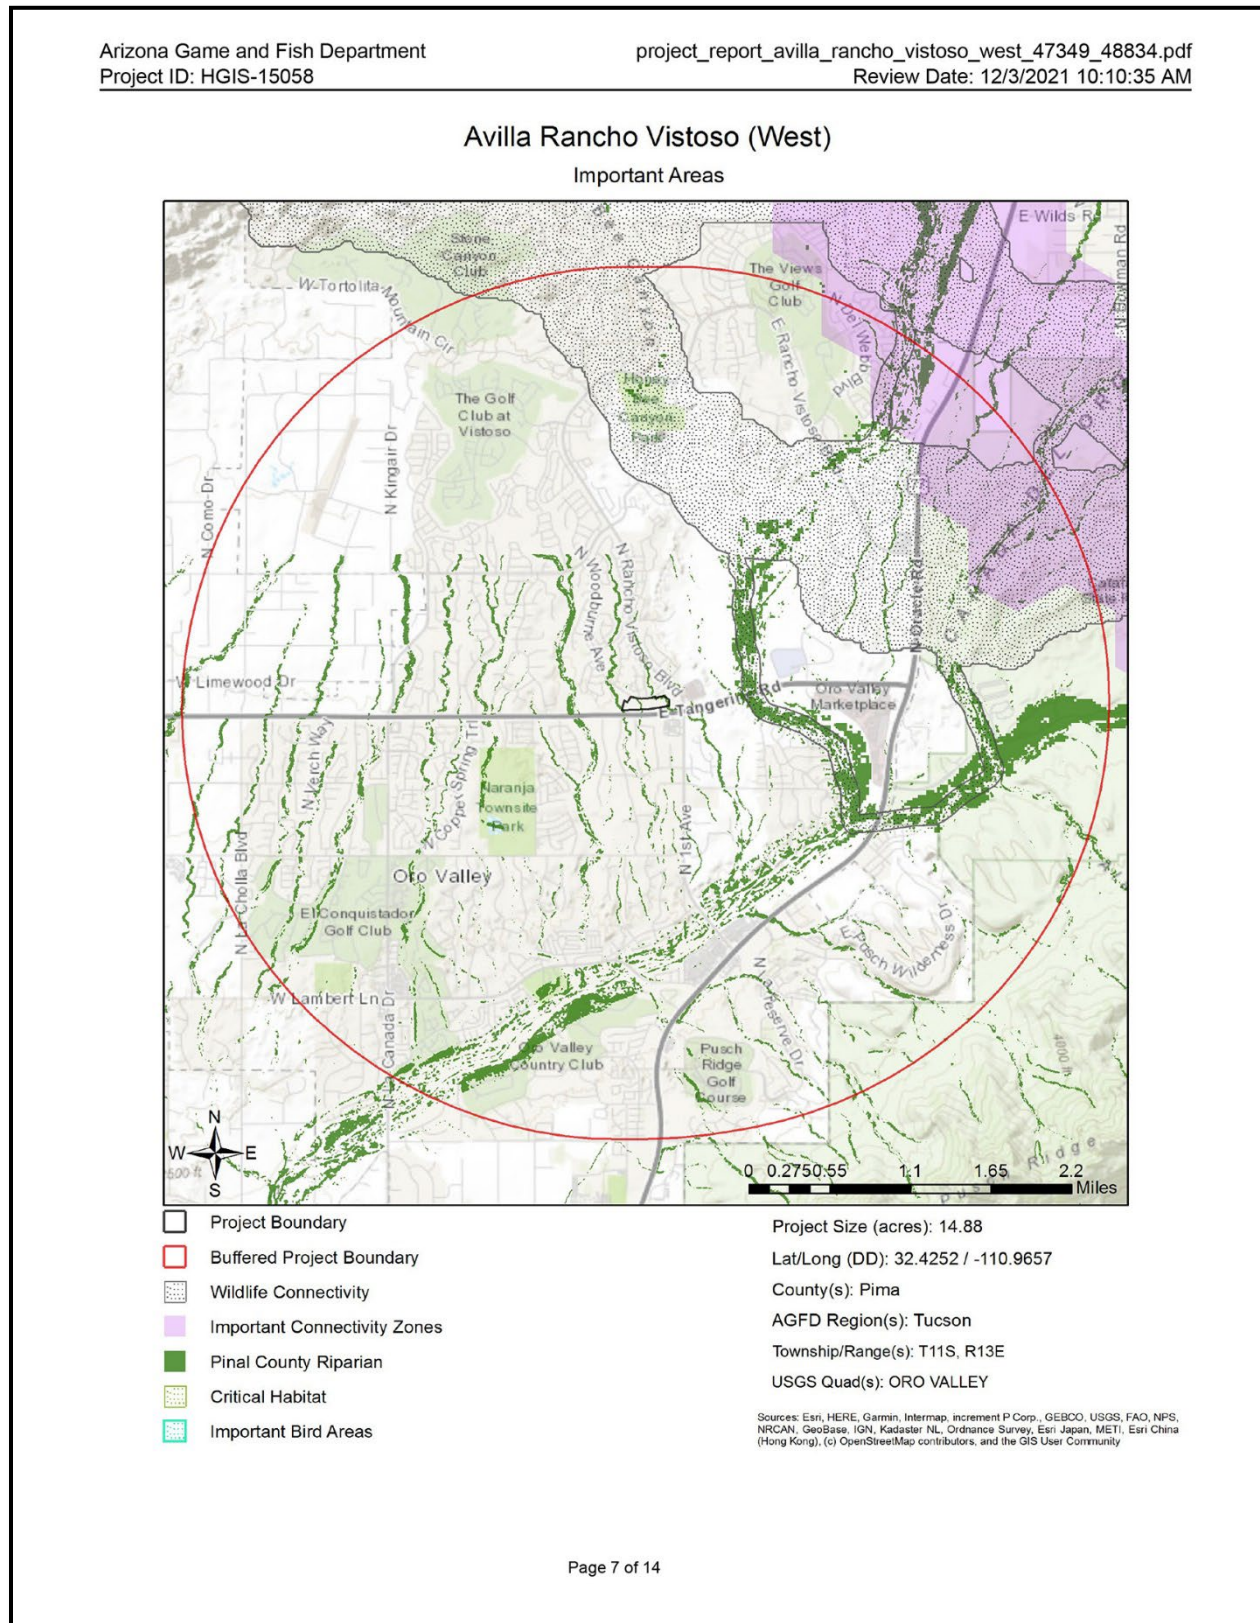 Arizona Game and Fish Department
project_report_avilla_rancho_vistoso_west_47349_48834.pdf
Project ID: HGIS-15058
Review Date: 12/3/2021 10:10:35 AM
Avilla Rancho Vistoso (West)
Important Areas
E Wilds Rd
Stone
Canyon
Club
The Views
Golf
Club
W Tortolita Mountain Cir
N Del Webb Blvd
N Bowman Rd
E Rancho Vistoso
Honey
Bee
Canyon
Park
The Golf
Club at
Vistoso
N Kingair Dr
N Como Dr
N Woodburne Ave
N Rancho Vistoso Blvd
N Oracle Rd
W Limewood Dr
E Tangerine Rd
Oro Valley
Marketplace
N Verch Way
N Copper Spring Trl
Naranja
Townsite
Park
N 1st Ave
N La Cholla Blvd
Oro Valley
El Conquistador
Golf Club
E Pusch Wilderness Dr
W Lambert Ln
N La Canada Dr
N La Reserve Dr
Oro Valley
Country Club
Pusch
Ridge
Golf
Course
4000 ft
Ridge
N
W E
S
0 0.275 0.55 1.1 1.65 2.2
Miles
Project Boundary
Buffered Project Boundary
Wildlife Connectivity
Important Connectivity Zones
Pinal County Riparian
Critical Habitat
Important Bird Areas
Project Size (acres): 14.88
Lat/Long (DD): 32.4252 / -110.9657
County(s): Pima
AGFD Region(s): Tucson
Township/Range(s): T11S, R13E
USGS Quad(s): ORO VALLEY
Sources: Esri, HERE, Garmin, Intermap, increment P Corp., GEBCO, USGS, FAO, NPS,
NRCAN, GeoBase, IGN, Kadaster NL, Ordnance Survey, Esri Japan, METI, Esri China
(Hong Kong), (c) OpenStreetMap contributors, and the GIS User Community
Page 7 of 14